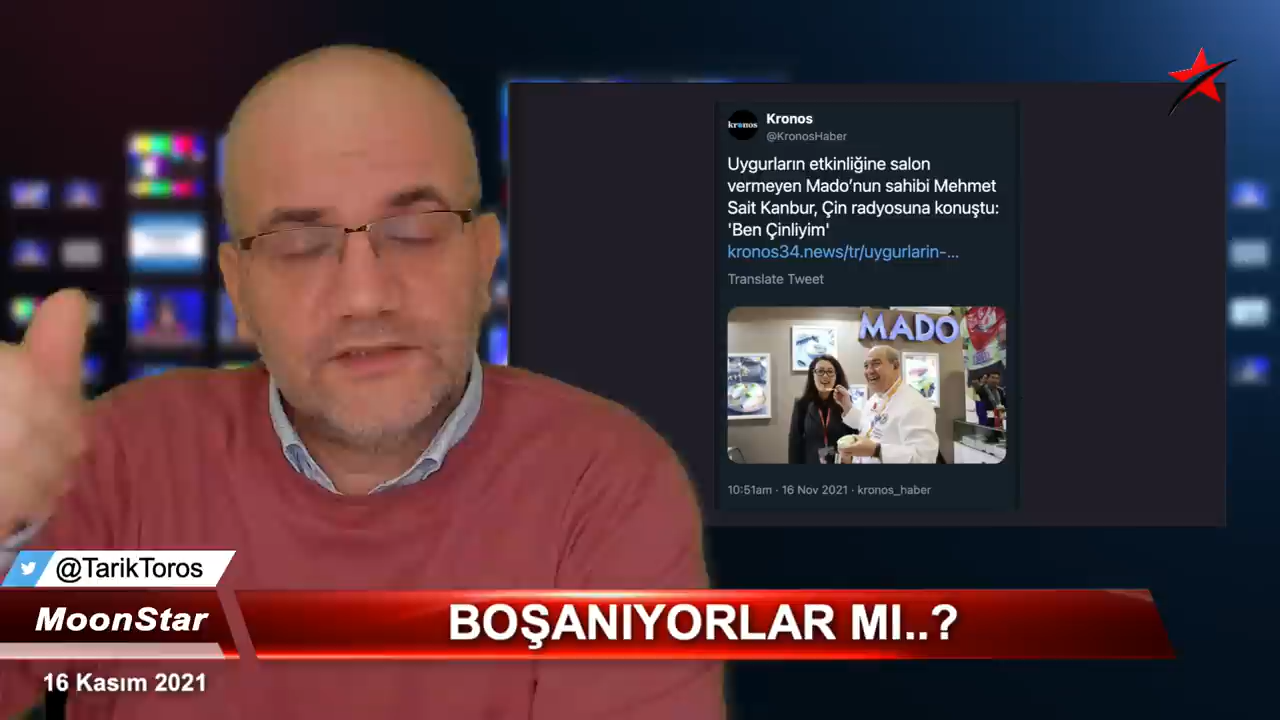 kronos
Kronos
@KronosHaber
Uygurların etkinliğine salon
vermeyen Mado’nun sahibi Mehmet
Sait Kanbur, Çin radyosuna konuştu:
'Ben Çinliyim'
kronos34.news/tr/uygurlarin-...
Translate Tweet
MADO
10:51am · 16 Nov 2021 · kronos_haber
@TarikToros
MoonStar
BOŞANIYORLAR MI..?
16 Kasım 2021